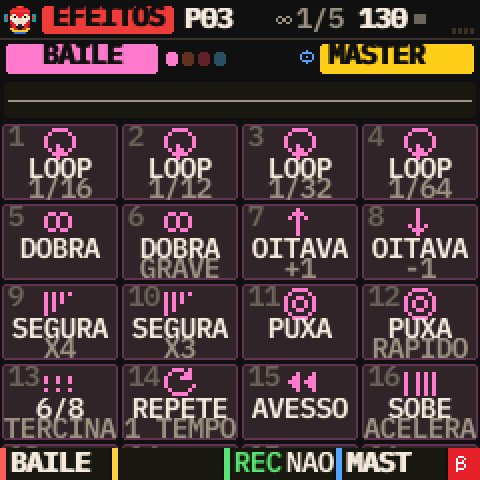 EFEITOS P03 ∞1/5 130
BAILE MASTER
1 2 3 4
LOOP LOOP LOOP LOOP
1/16 1/12 1/32 1/64
5 6 7 8
DOBRA DOBRA OITAVA OITAVA
GRAVE +1 -1
9 10 11 12
SEGURA SEGURA PUXA PUXA
X4 X3 RAPIDO
13 14 15 16
6/8 REPETE AVESSO SOBE
TERCINA 1 TEMPO ACELERA
BAILE REC NAO MAST β